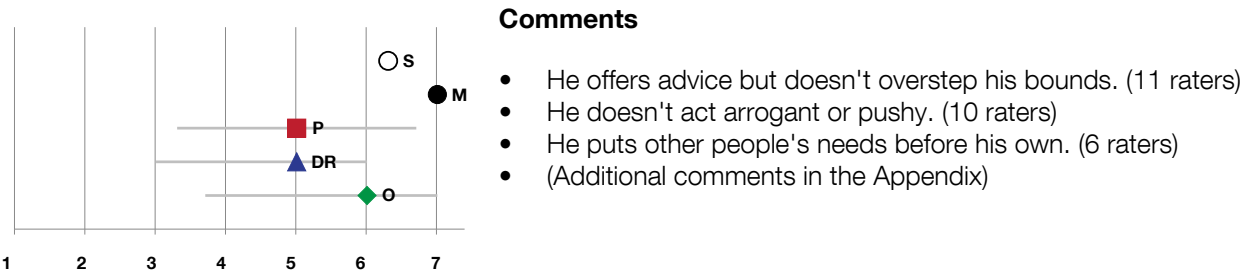 Comments
S
M
P
DR
O
1 2 3 4 5 6 7
• He offers advice but doesn't overstep his bounds. (11 raters)
• He doesn't act arrogant or pushy. (10 raters)
• He puts other people's needs before his own. (6 raters)
• (Additional comments in the Appendix)